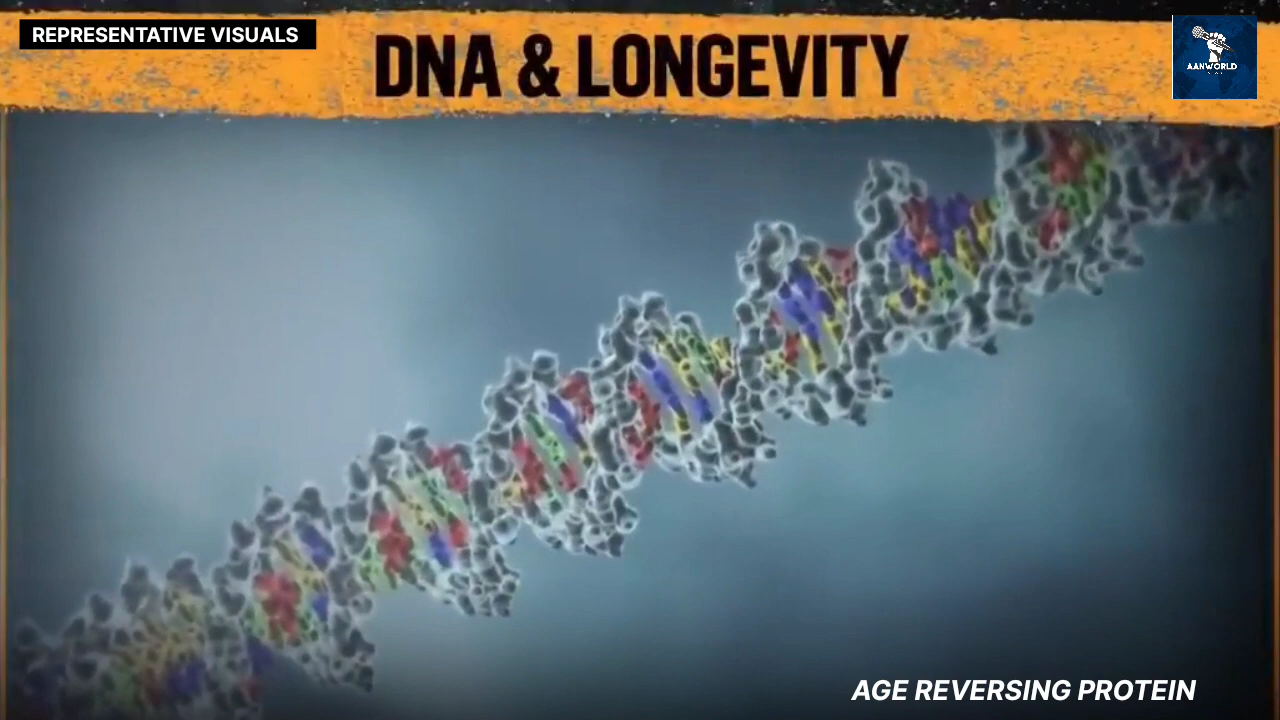 REPRESENTATIVE VISUALS
DNA & LONGEVITY
AANWORLD
AGE REVERSING PROTEIN